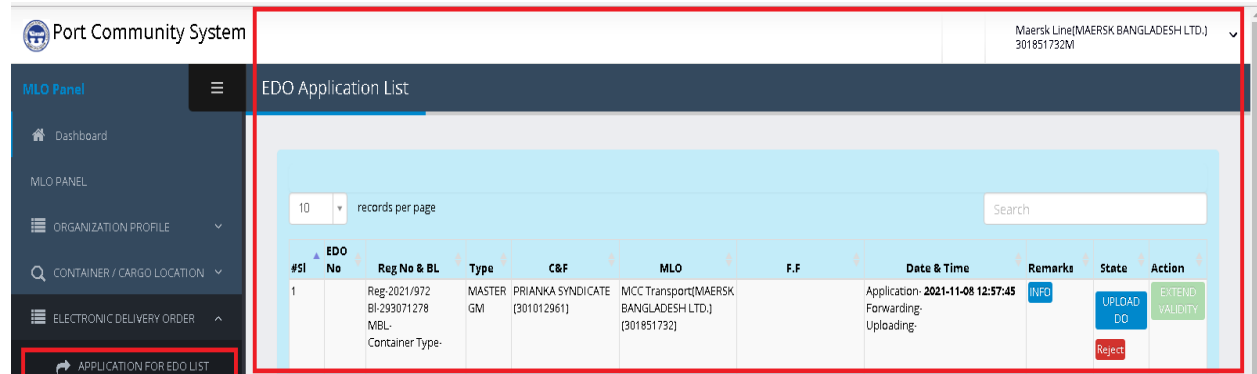 Port Community System
Maersk Line(MAERSK BANGLADESH LTD.)
301851732M
MLO Panel
EDO Application List
Dashboard
MLO PANEL
10 records per page
Search
ORGANIZATION PROFILE
CONTAINER / CARGO LOCATION
ELECTRONIC DELIVERY ORDER
APPLICATION FOR EDO LIST
#Sl EDO No Reg No & BL Type C&F MLO F.F Date & Time Remarks State Action
1
Reg-2021/972
Bl-293071278
MBL-
Container Type-
MASTER
GM
PRIANKA SYNDICATE
(301012961)
MCC Transport(MAERSK
BANGLADESH LTD.)
(301851732)
Application- 2021-11-08 12:57:45
Forwarding-
Uploading-
INFO
UPLOAD
DO
Reject
EXTEND
VALIDITY